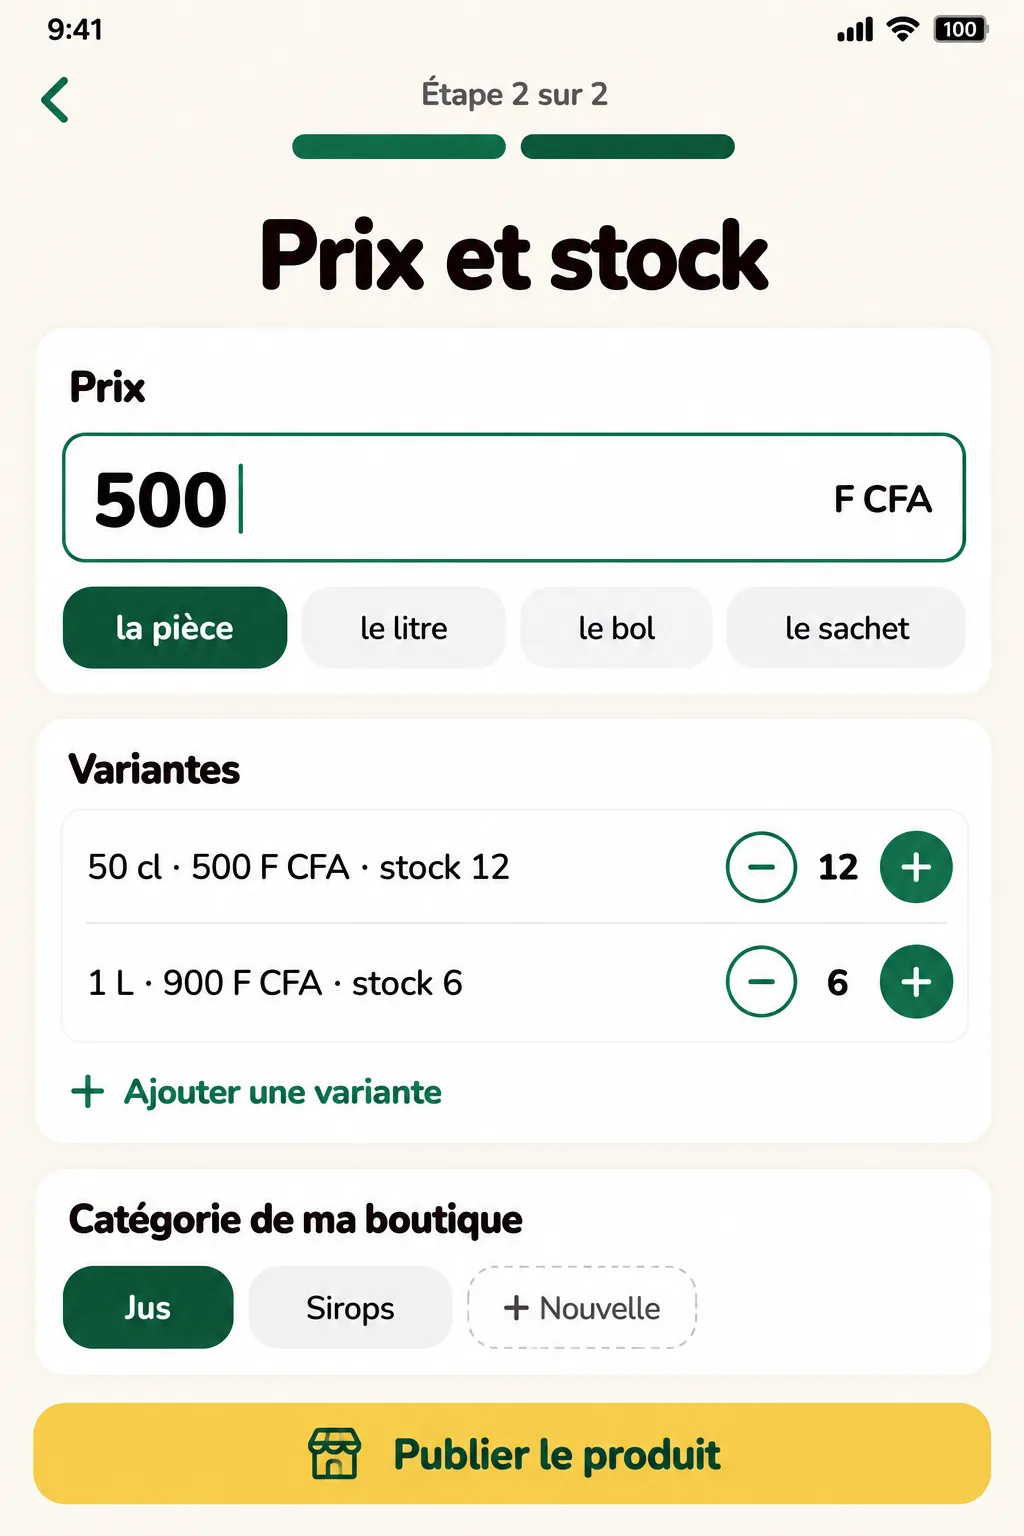 9:41
100
Étape 2 sur 2
Prix et stock
Prix
500 F CFA
la pièce le litre le bol le sachet
Variantes
50 cl · 500 F CFA · stock 12 − 12 +
1 L · 900 F CFA · stock 6 − 6 +
+ Ajouter une variante
Catégorie de ma boutique
Jus Sirops + Nouvelle
Publier le produit